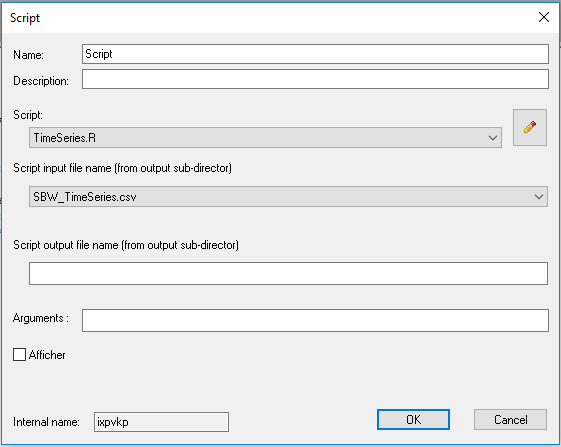 Script
Name: Script
Description:
Script:
TimeSeries.R
Script input file name (from output sub-director)
SBW_TimeSeries.csv
Script output file name (from output sub-director)
Arguments :
Afficher
Internal name: ixpvkp OK Cancel